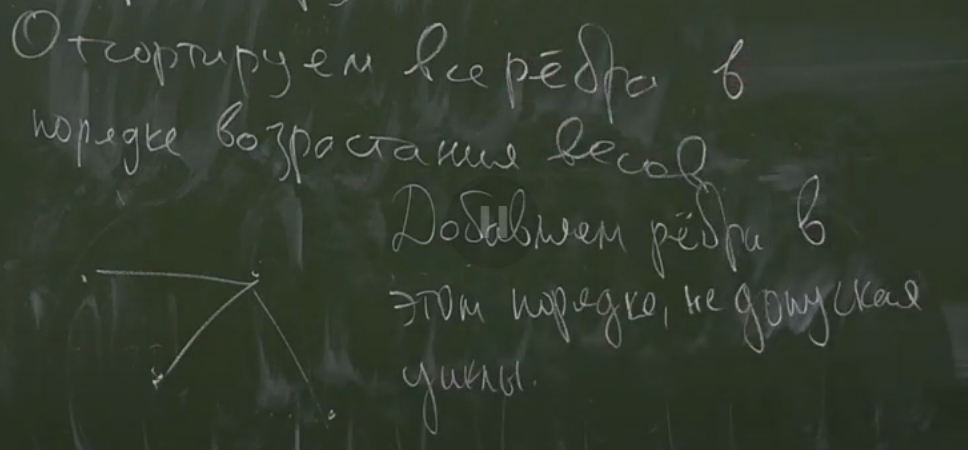 Отсортируем все рёбра в
порядке возрастания весов
Добавляем рёбра в
этом порядке, не допуская
циклы.